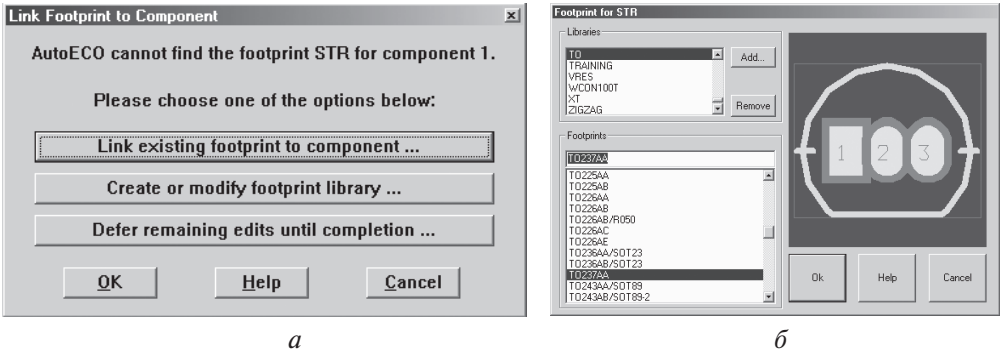 Link Footprint to Component
AutoECO cannot find the footprint STR for component 1.
Please choose one of the options below:
Link existing footprint to component ...
Create or modify footprint library ...
Defer remaining edits until completion ...
OK
Help
Cancel
а
Footprint for STR
Libraries
TO
TRAINING
VRES
WCON100T
XT
ZIGZAG
Add...
Remove
Footprints
TO237AA
TO225AA
TO226AB
TO226AA
TO226AB
TO226AB/R050
TO226AC
TO226AE
TO236AA/SOT23
TO236AB/SOT23
TO237AA
TO243AA/SOT89
TO243AB/SOT89-2
1 2 3
Ok
Help
Cancel
б